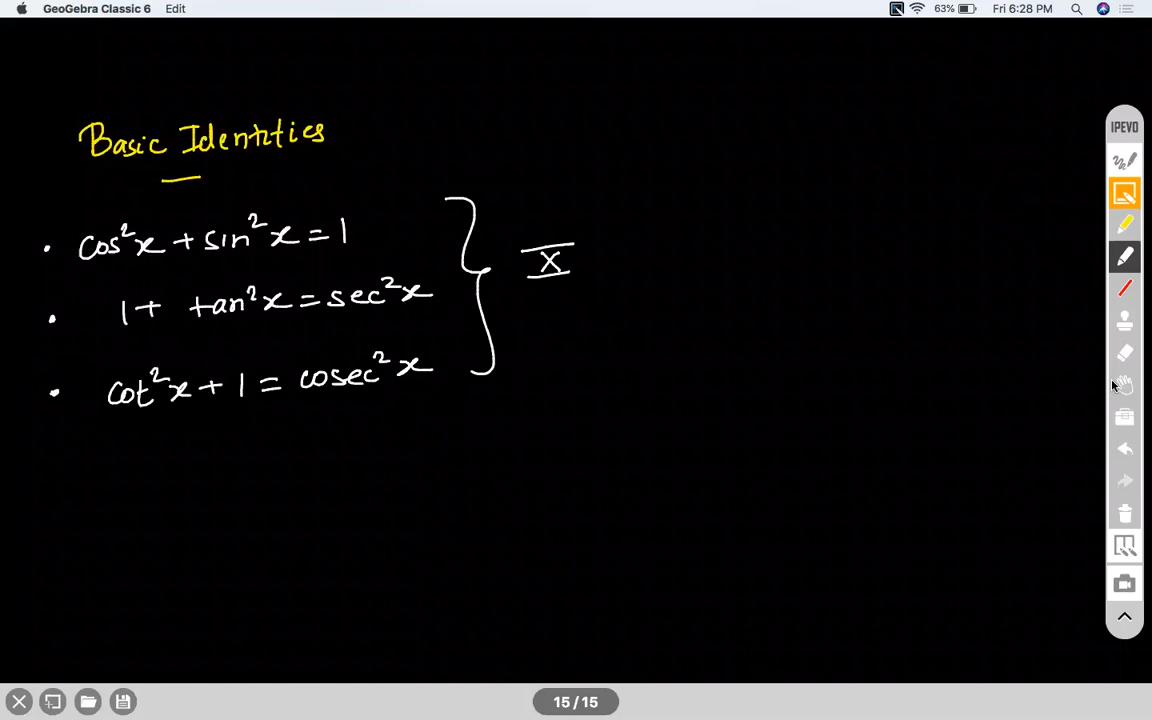 GeoGebra Classic 6 Edit 63% Fri 6:28 PM
IPEVO
Basic Identities
• cos²x + sin²x = 1
X
• 1 + tan²x = sec²x
• cot²x + 1 = cosec²x
15 / 15